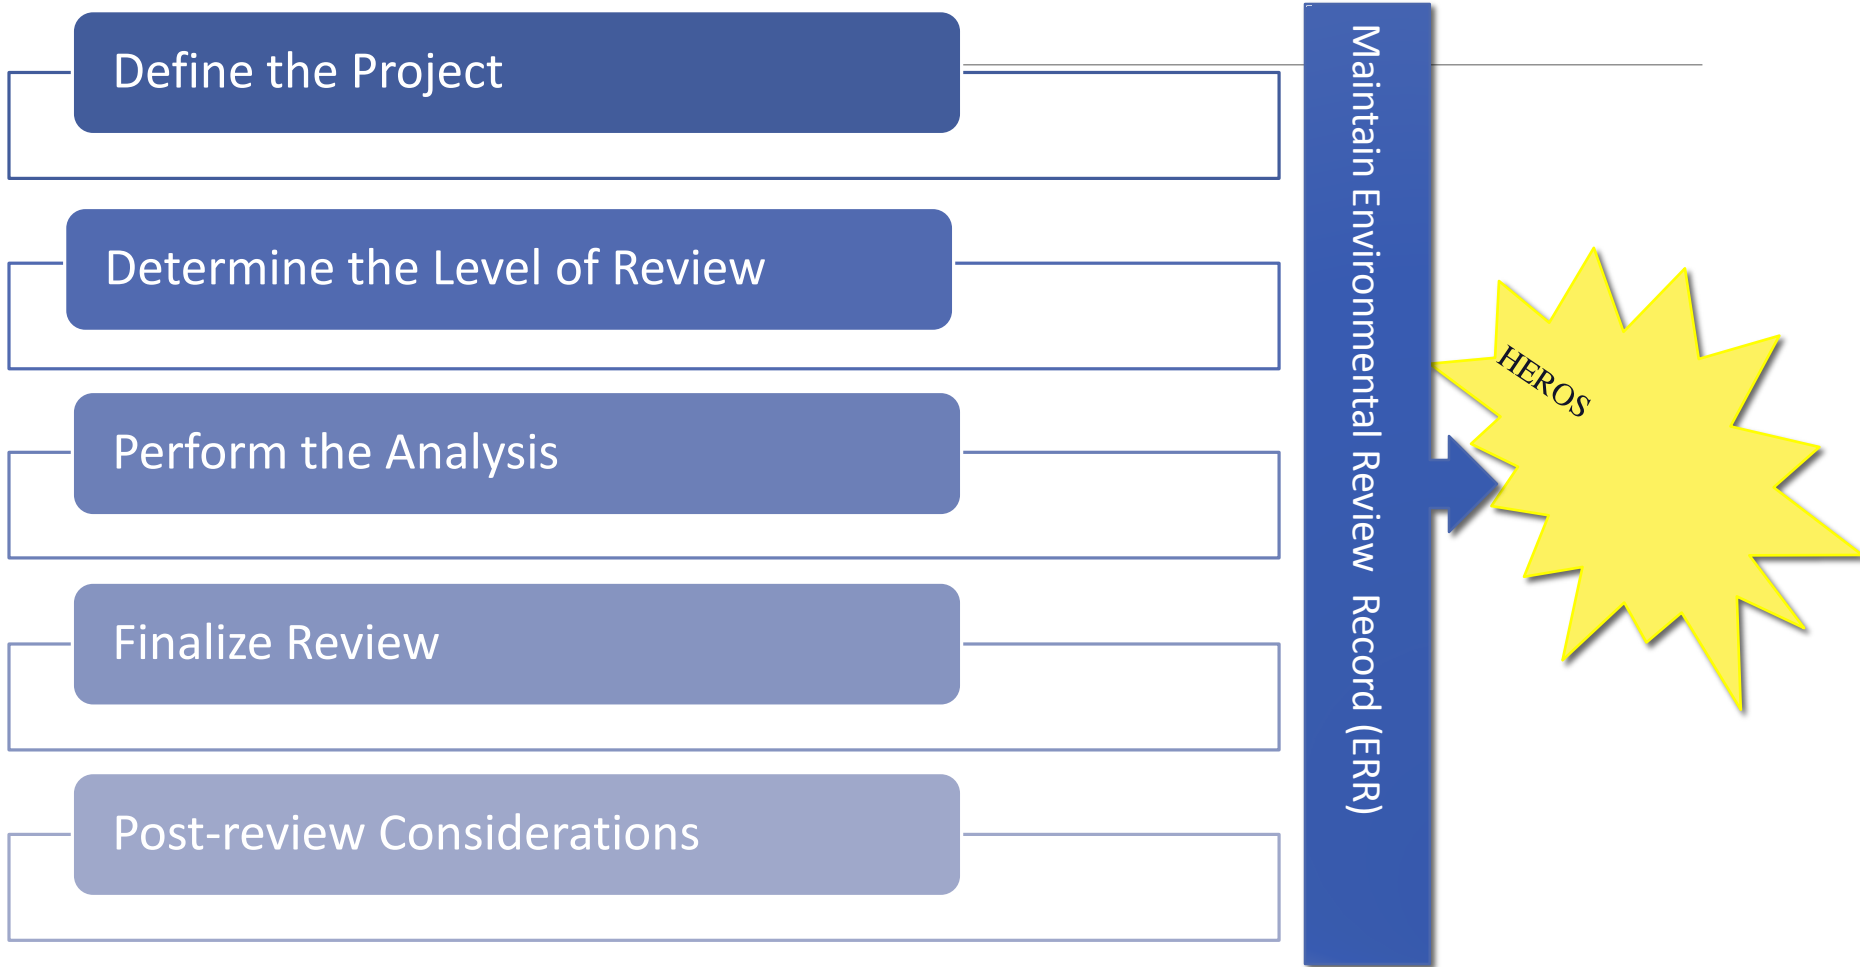 Define the Project
Determine the Level of Review
Perform the Analysis
Finalize Review
Post-review Considerations
Maintain Environmental Review Record (ERR)
HEROS